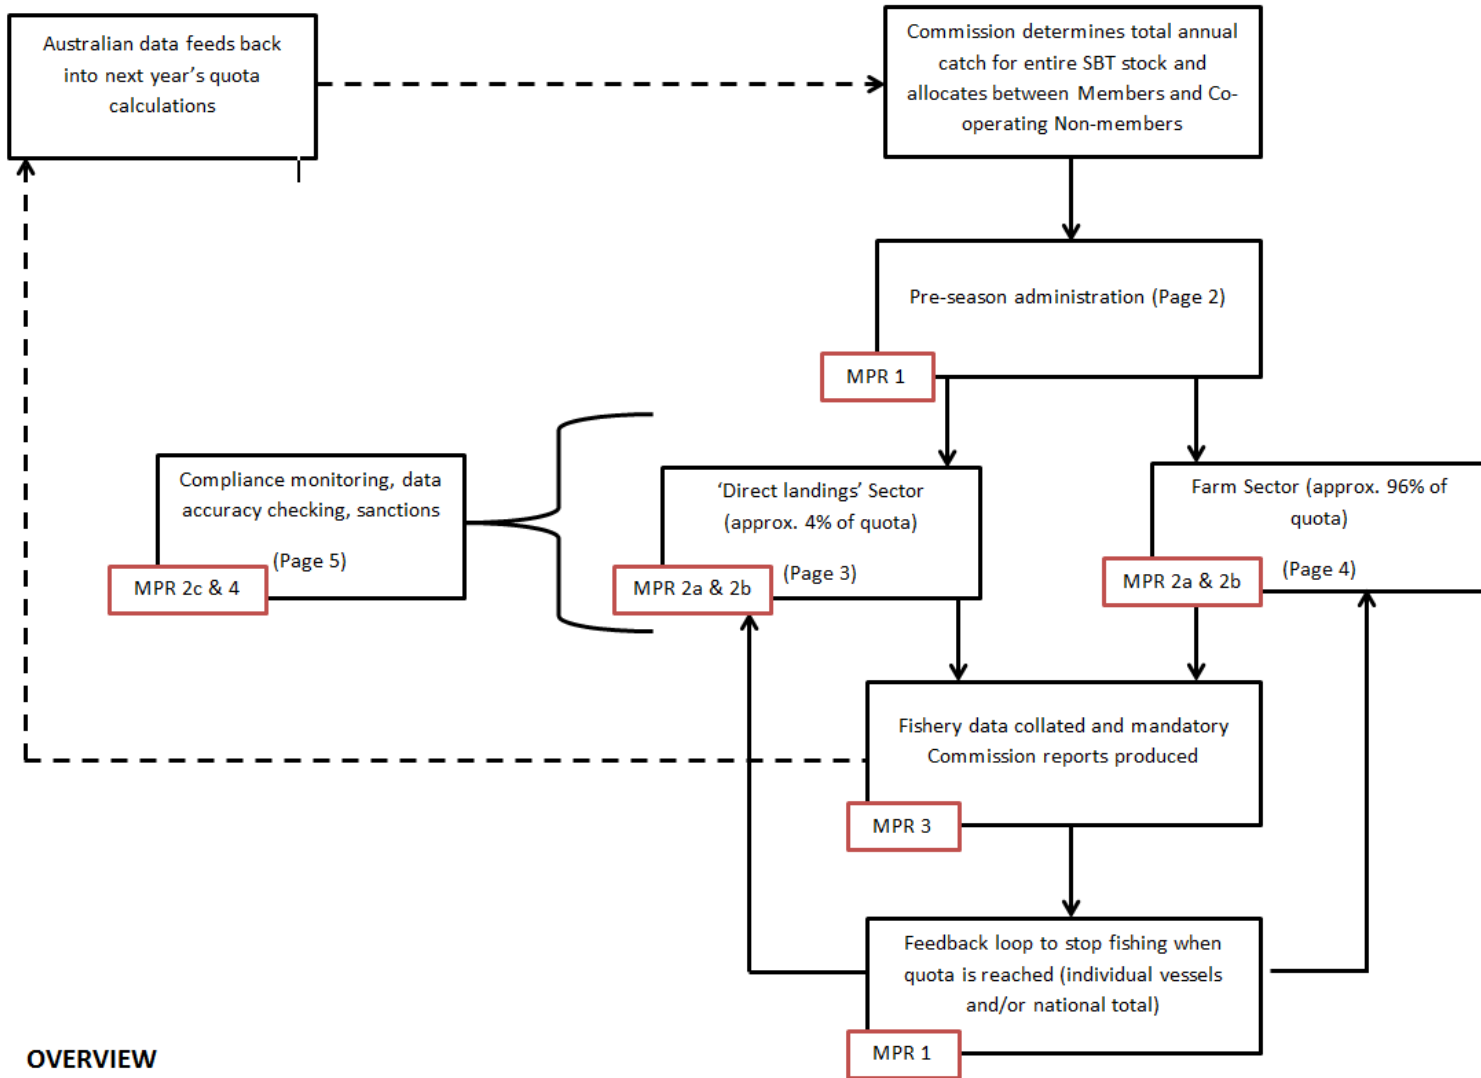 Australian data feeds back
into next year's quota
calculations
Commission determines total annual
catch for entire SBT stock and
allocates between Members and Co-
operating Non-members
Pre-season administration (Page 2)
MPR 1
Compliance monitoring, data
accuracy checking, sanctions
(Page 5)
MPR 2c & 4
‘Direct landings’ Sector
(approx. 4% of quota)
(Page 3)
MPR 2a & 2b
Farm Sector (approx. 96% of
quota)
(Page 4)
MPR 2a & 2b
Fishery data collated and mandatory
Commission reports produced
MPR 3
Feedback loop to stop fishing when
quota is reached (individual vessels
and/or national total)
MPR 1
OVERVIEW